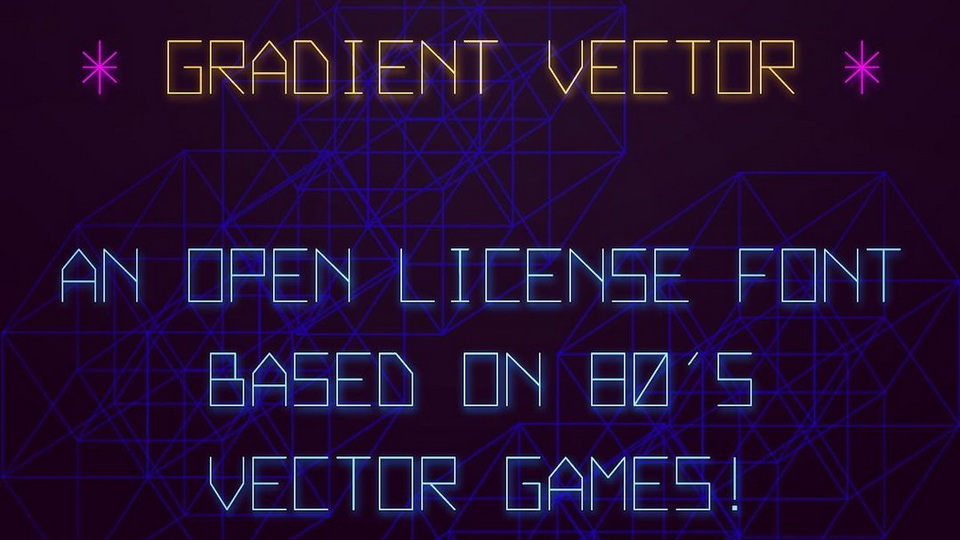 * GRADIENT VECTOR *
AN OPEN LICENSE FONT
BASED ON 80'S
VECTOR GAMES!